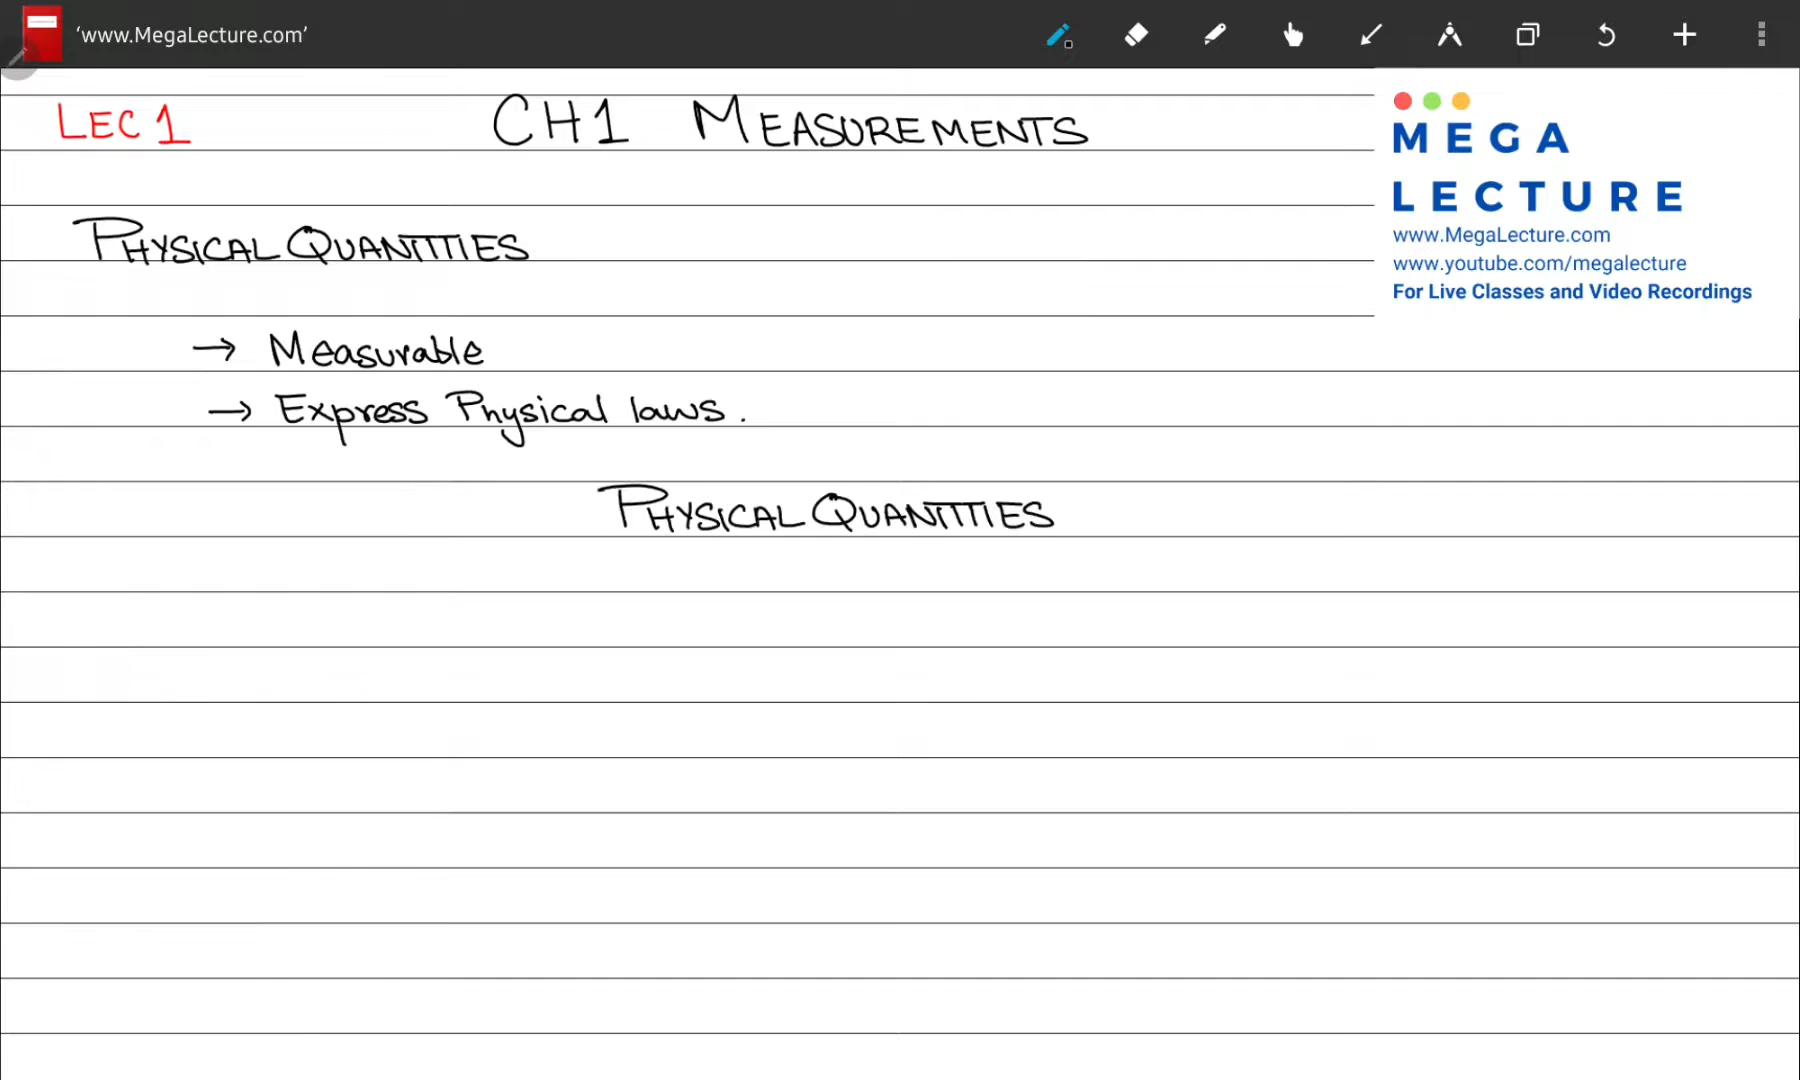 'www.MegaLecture.com'
LEC 1
CH1 MEASUREMENTS
MEGA
LECTURE
www.MegaLecture.com
www.youtube.com/megalecture
For Live Classes and Video Recordings
PHYSICAL QUANTITIES
→ Measurable
→ Express Physical laws.
PHYSICAL QUANTITIES